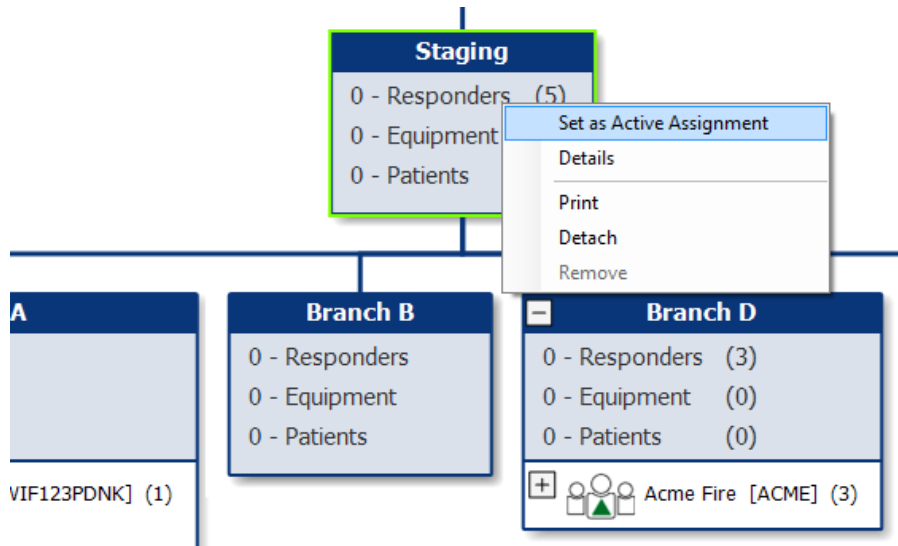 Staging
0 - Responders (5)
0 - Equipment
0 - Patients
Set as Active Assignment
Details
Print
Detach
Remove
A
Branch B
0 - Responders
0 - Equipment
0 - Patients
Branch D
0 - Responders (3)
0 - Equipment (0)
0 - Patients (0)
WIF123PDNK] (1)
Acme Fire [ACME] (3)